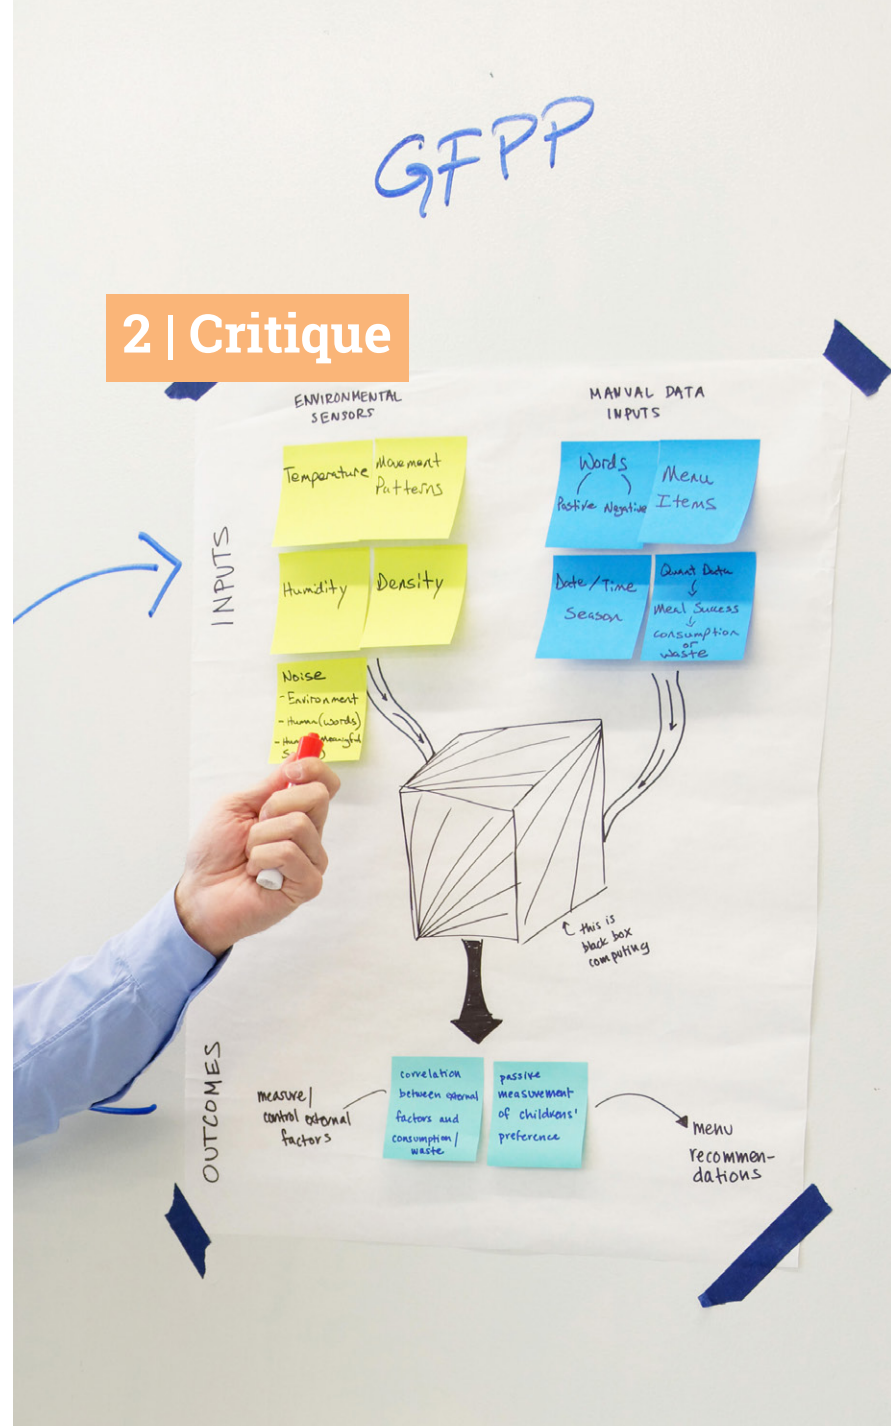 GFPP
2 | Critique
ENVIRONMENTAL
SENSORS
MANUAL DATA
INPUTS
INPUTS
Temperature
Movement
Patterns
Humidity
Density
Noise
- Environment
- Human (words)
Words
Postive Negative
Menu
Items
Date/Time
Season
Quant Data
Meal Success
consumption
or
waste
this is
black box
computing
OUTCOMES
measure/
control external
factors
correlation
between external
factors and
consumption/
waste
passive
measurement
of childrens'
preference
menu
recommen-
dations